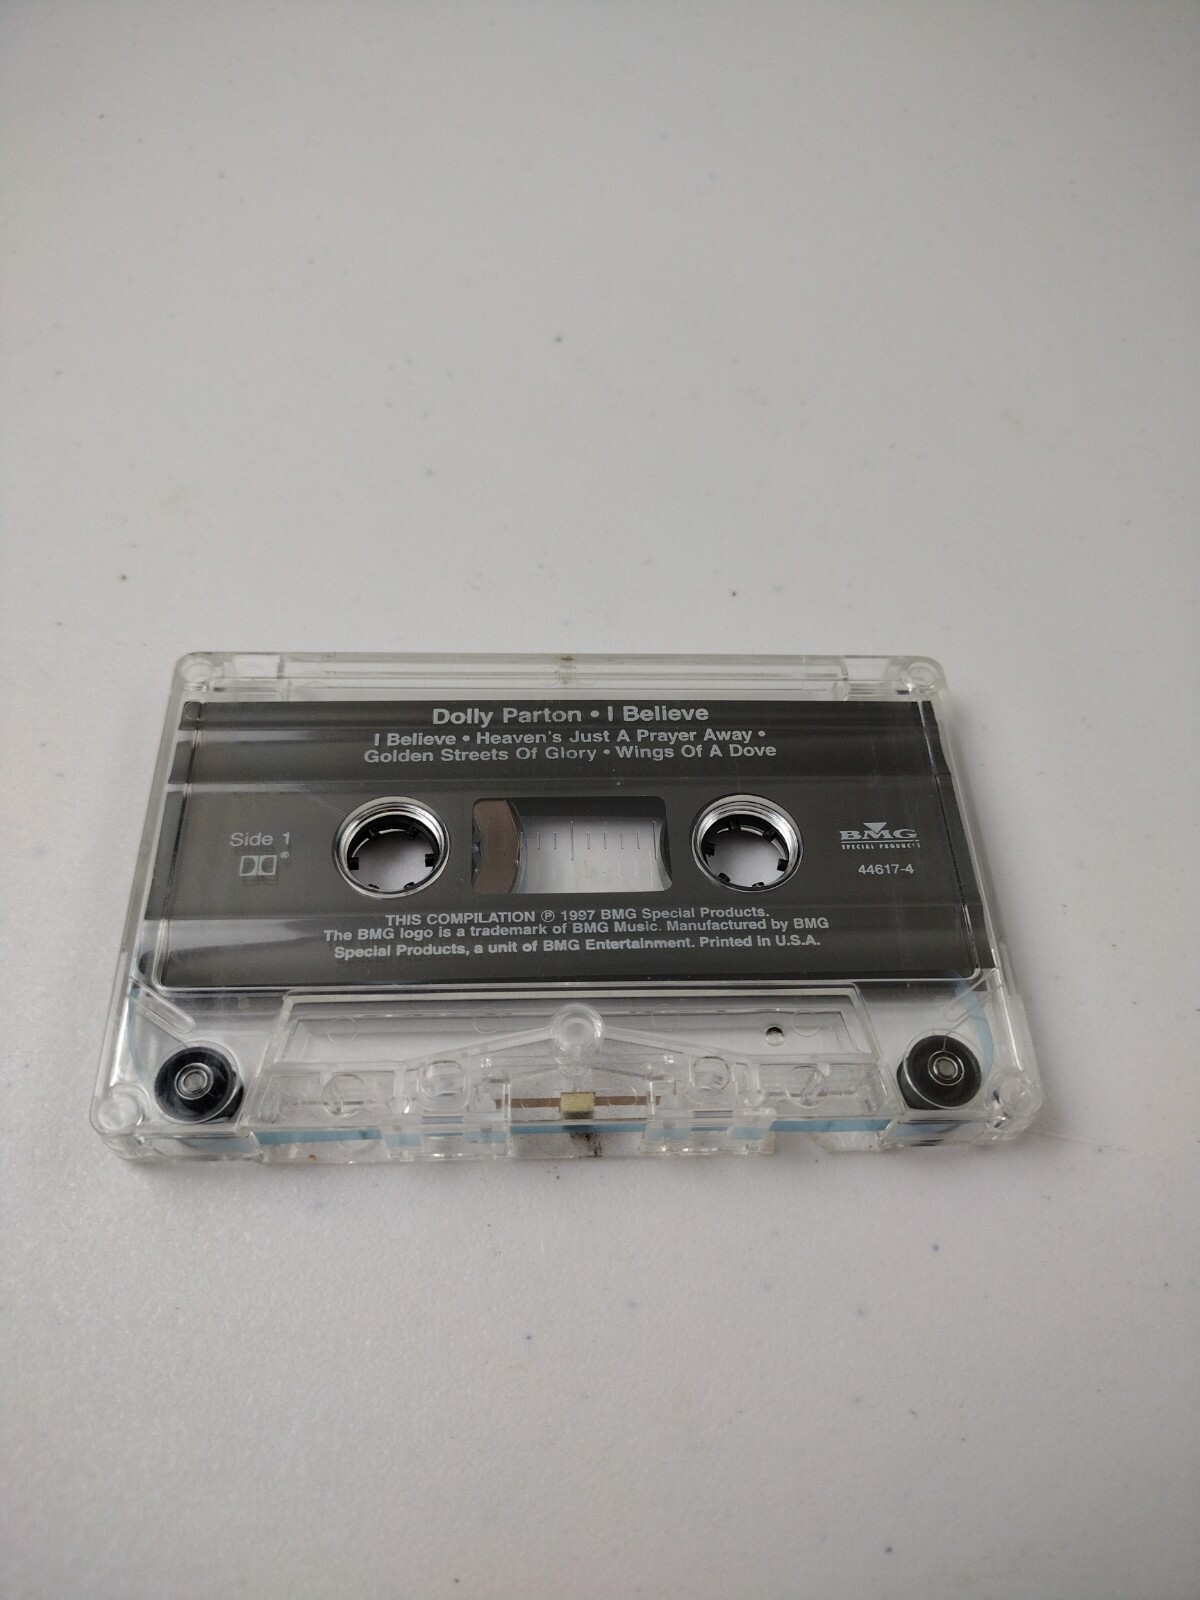 Dolly Parton • I Believe
I Believe • Heaven's Just A Prayer Away •
Golden Streets Of Glory • Wings Of A Dove
Side 1
BMG
SPECIAL PRODUCTS
44617-4
THIS COMPILATION ℗ 1997 BMG Special Products.
The BMG logo is a trademark of BMG Music. Manufactured by BMG
Special Products, a unit of BMG Entertainment. Printed in U.S.A.